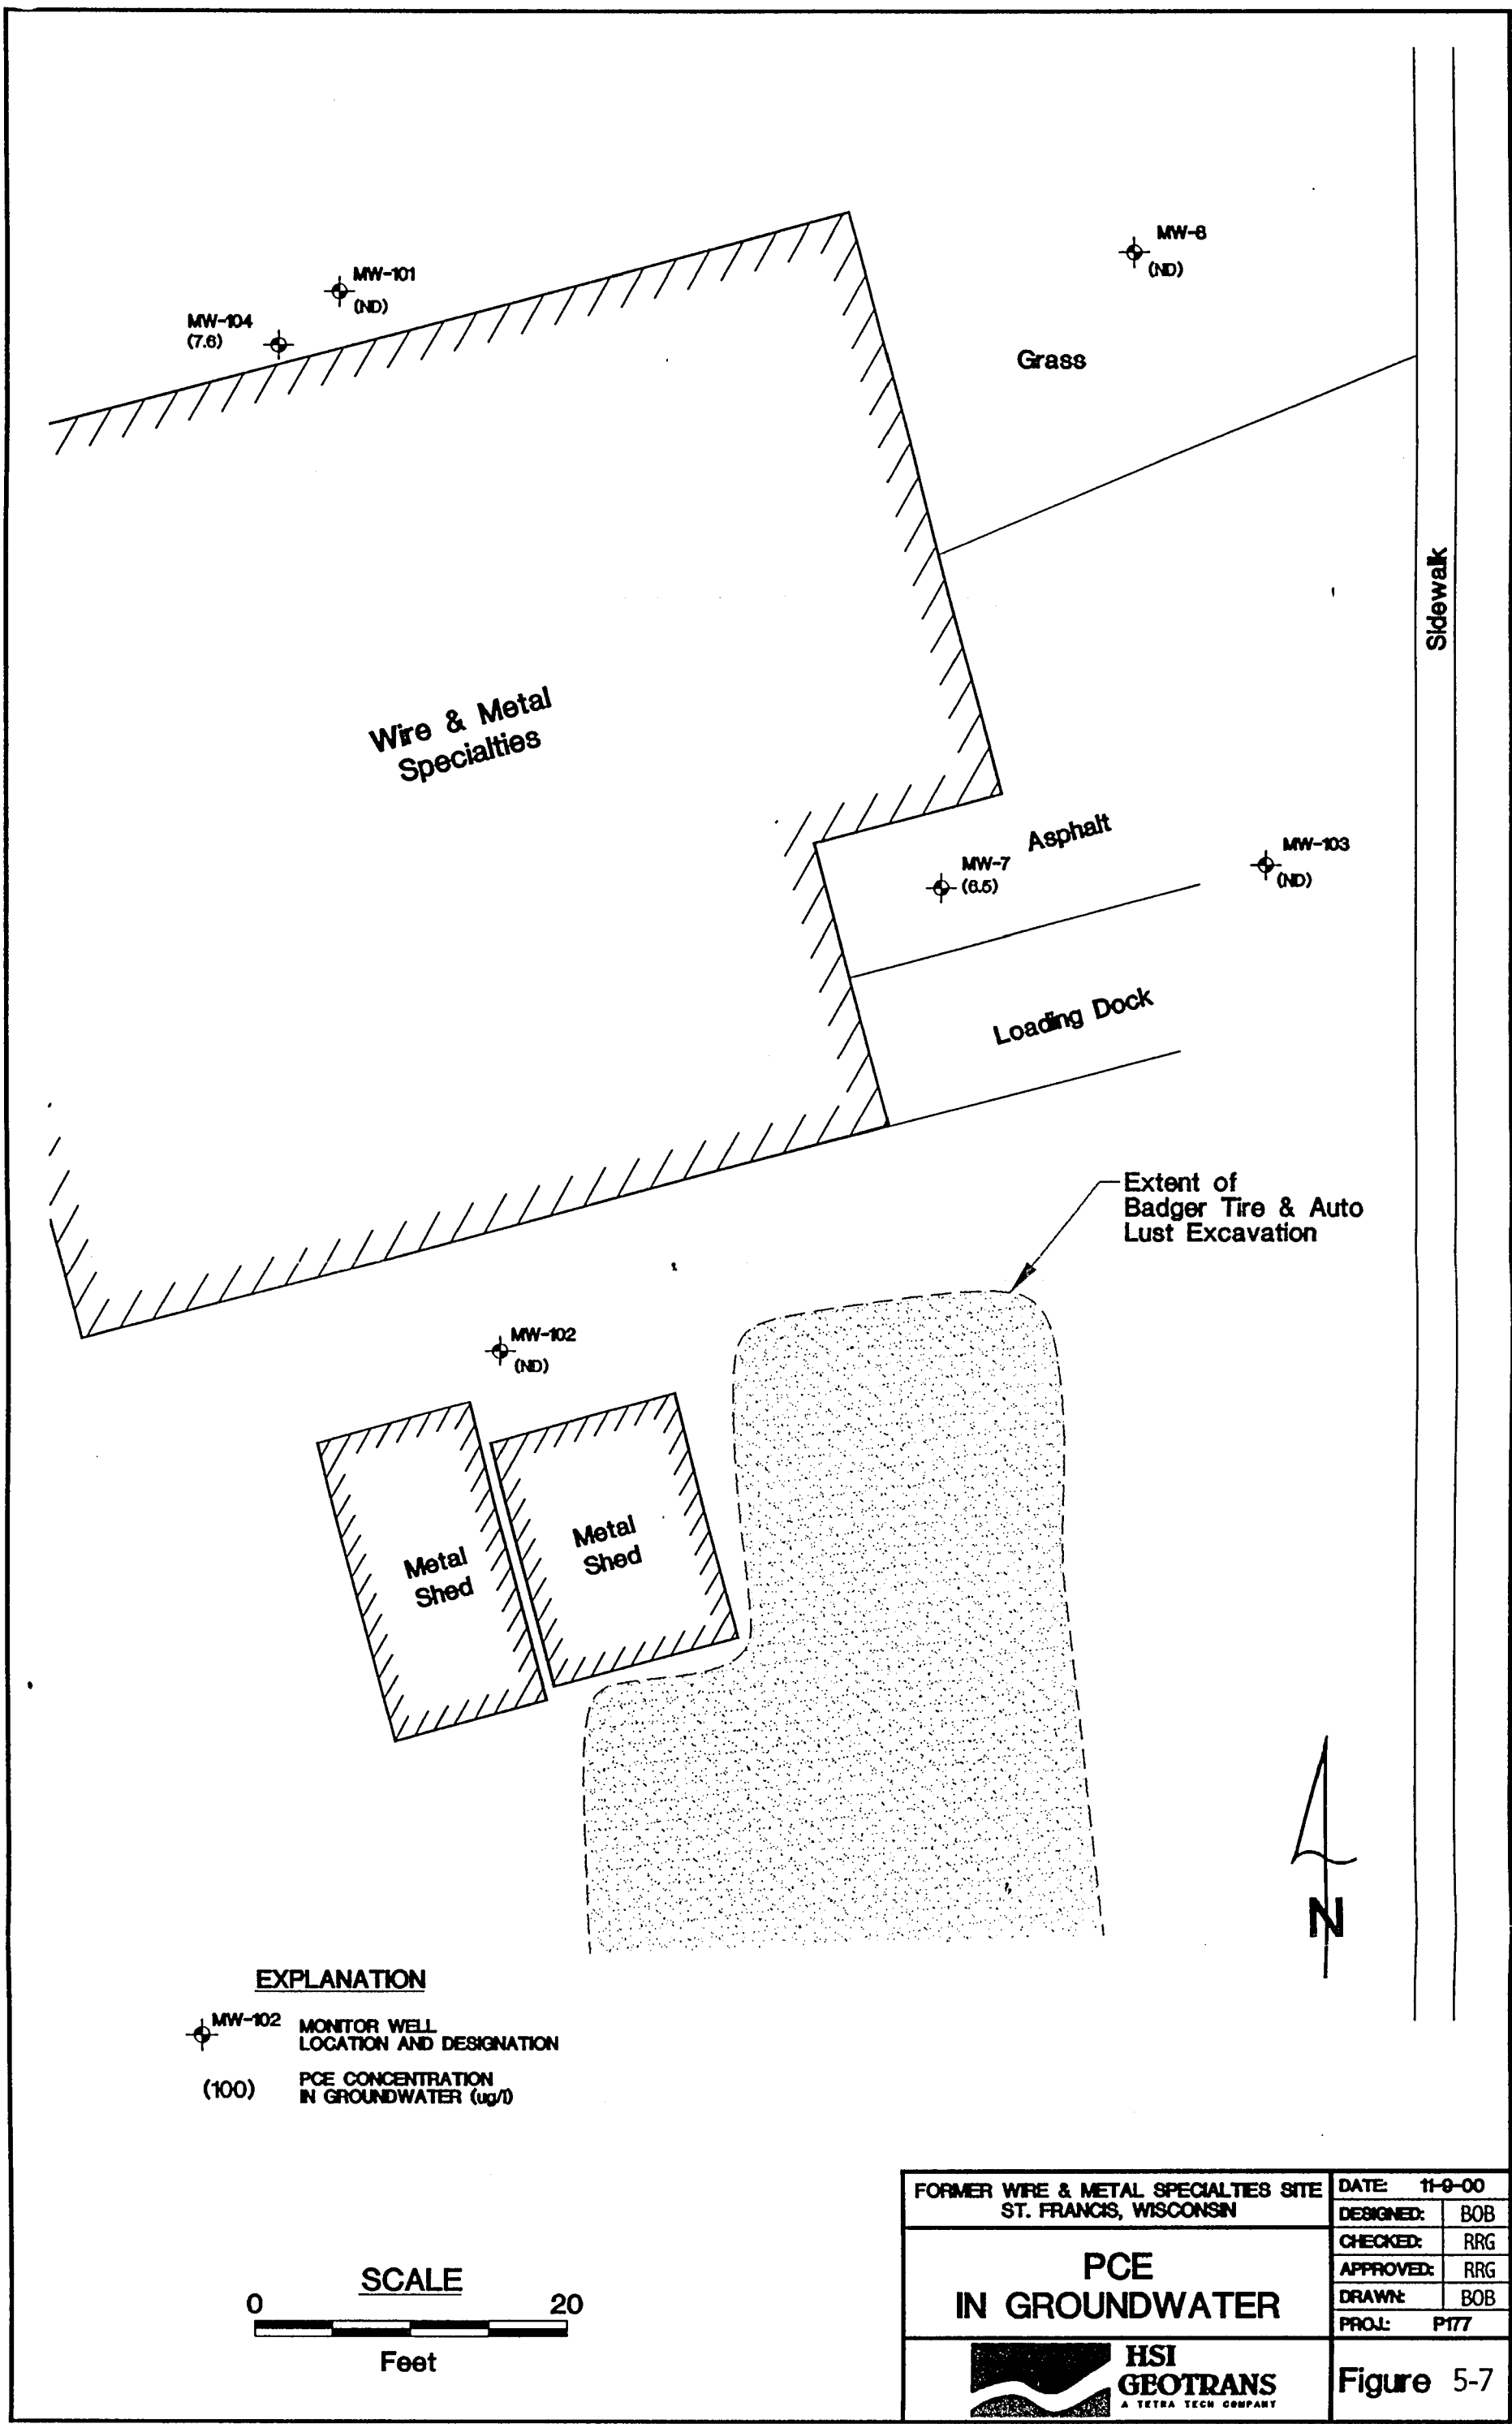 MW-8
(ND)
MW-101
(ND)
MW-104
(7.6)
Grass
Sidewalk
Wire & Metal
Specialties
Asphalt
MW-7
(6.5)
MW-103
(ND)
Loading Dock
Extent of
Badger Tire & Auto
Lust Excavation
MW-102
(ND)
Metal
Shed
Metal
Shed
N
EXPLANATION
MW-102
MONITOR WELL
LOCATION AND DESIGNATION
(100)
PCE CONCENTRATION
IN GROUNDWATER (ug/l)
SCALE
0 20
Feet
FORMER WIRE & METAL SPECIALTIES SITE
ST. FRANCIS, WISCONSIN
PCE
IN GROUNDWATER
DATE: 11-9-00
DESIGNED: BOB
CHECKED: RRG
APPROVED: RRG
DRAWN: BOB
PROJ.: P177
HSI
GEOTRANS
A TETRA TECH COMPANY
Figure 5-7